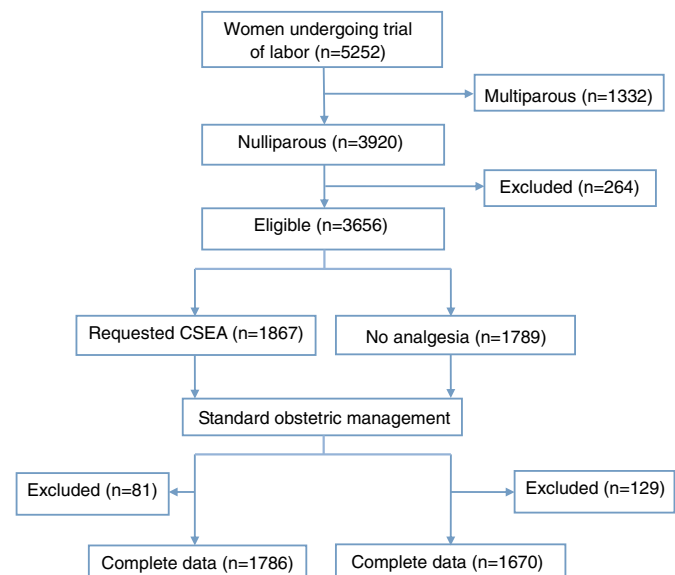 Women undergoing trial
of labor (n=5252)
Multiparous (n=1332)
Nulliparous (n=3920)
Excluded (n=264)
Eligible (n=3656)
Requested CSEA (n=1867)
No analgesia (n=1789)
Standard obstetric management
Excluded (n=81)
Excluded (n=129)
Complete data (n=1786)
Complete data (n=1670)